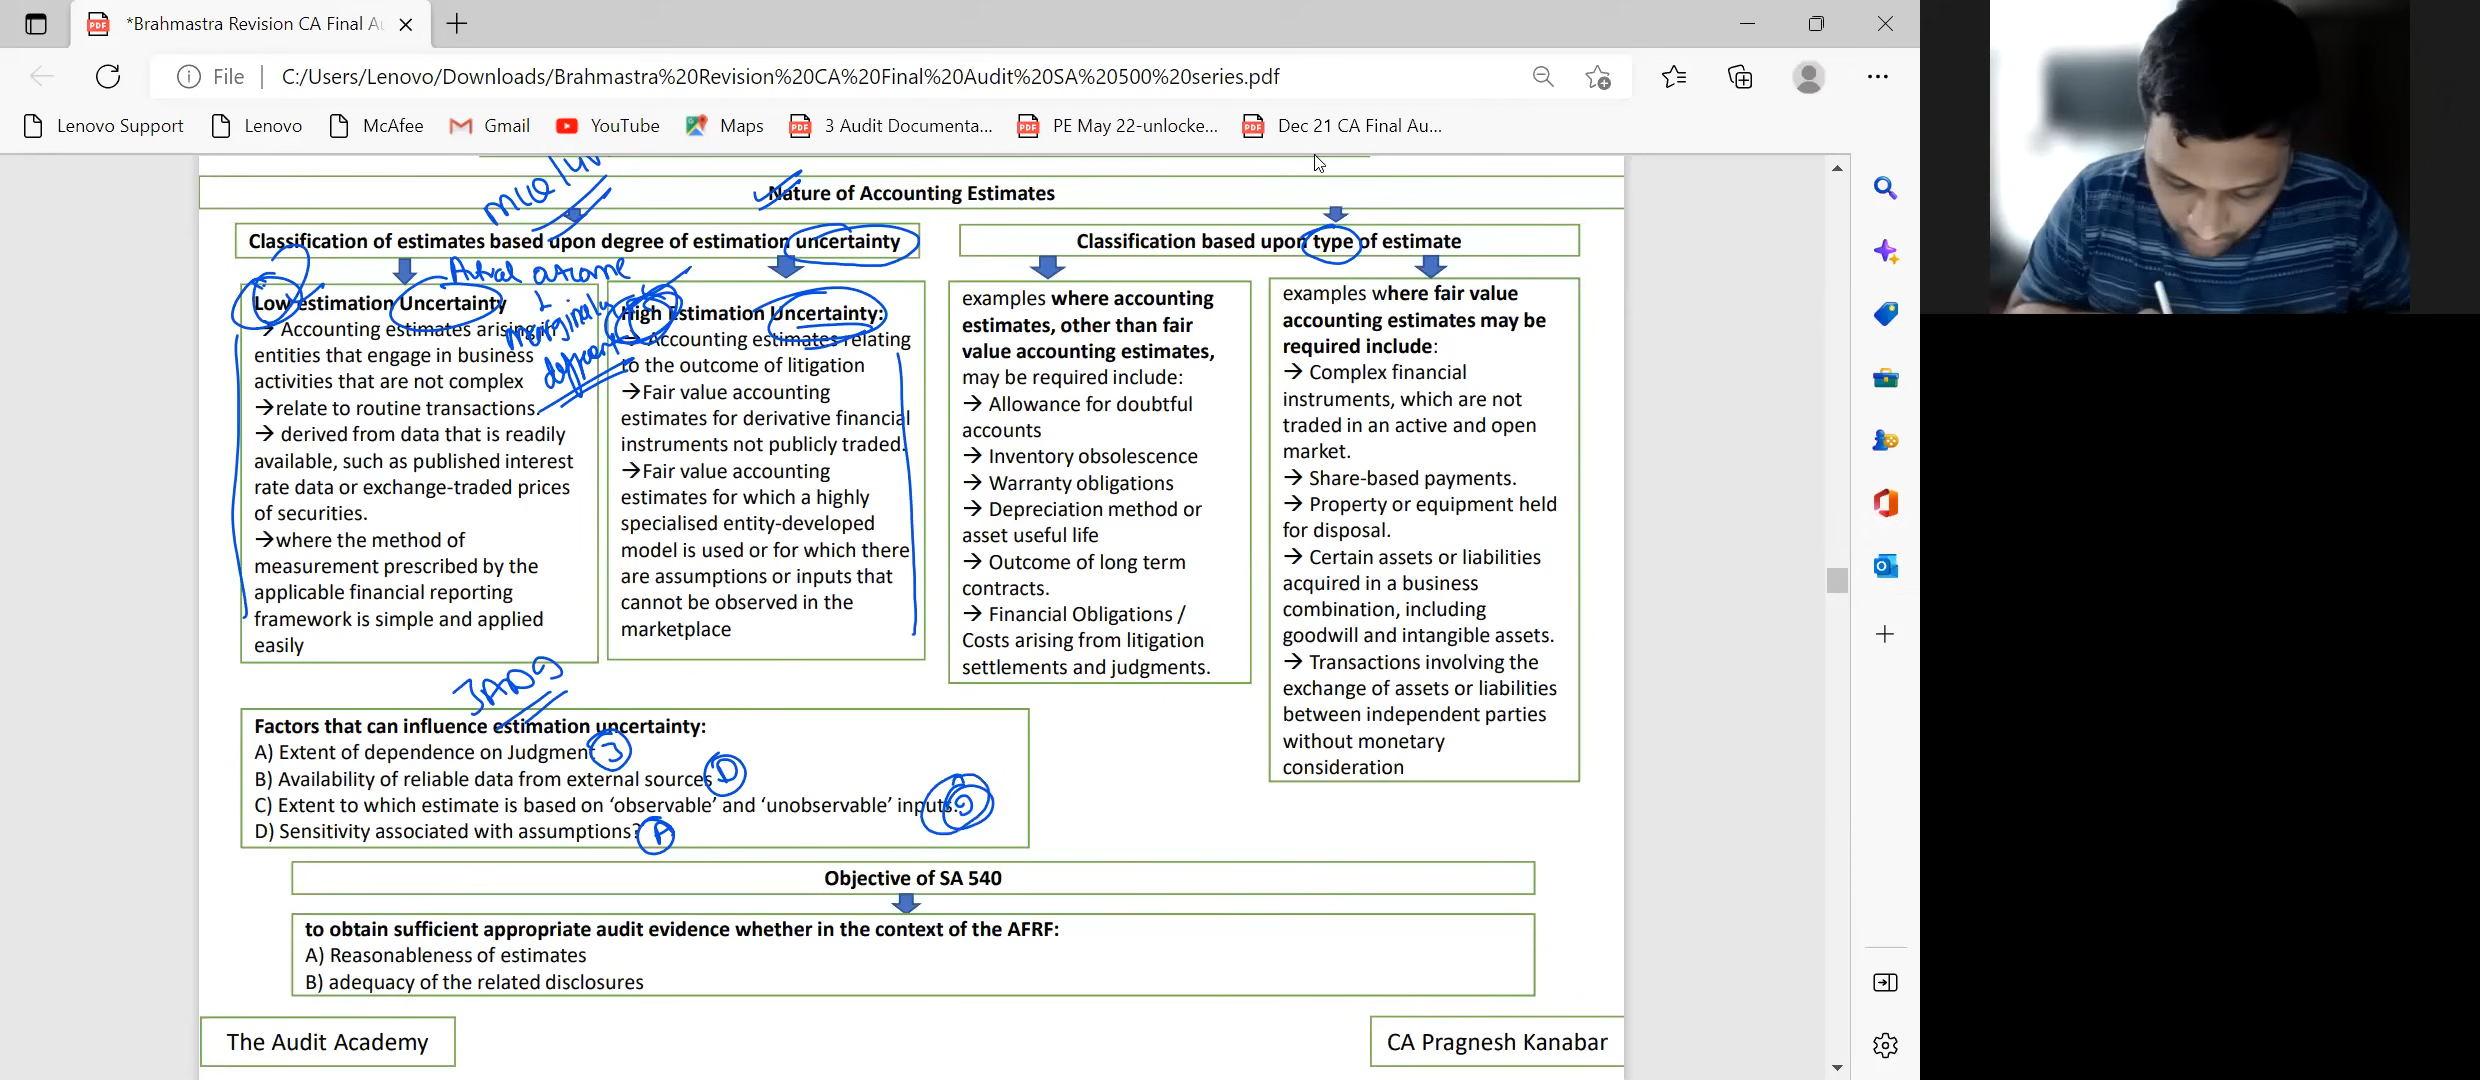 *Brahmastra Revision CA Final Au
File
C:/Users/Lenovo/Downloads/Brahmastra%20Revision%20CA%20Final%20Audit%20SA%20500%20series.pdf
Lenovo Support
Lenovo
McAfee
Gmail
YouTube
Maps
3 Audit Documenta...
PE May 22-unlocke...
Dec 21 CA Final Au...
Nature of Accounting Estimates
Classification of estimates based upon degree of estimation uncertainty
Actual outcome
marginally
different
Low estimation Uncertainty
→ Accounting estimates arising in
entities that engage in business
activities that are not complex
→relate to routine transactions.
→ derived from data that is readily
available, such as published interest
rate data or exchange-traded prices
of securities.
→where the method of
measurement prescribed by the
applicable financial reporting
framework is simple and applied
easily
High Estimation Uncertainty:
→ Accounting estimates relating
to the outcome of litigation
→Fair value accounting
estimates for derivative financial
instruments not publicly traded.
→Fair value accounting
estimates for which a highly
specialised entity-developed
model is used or for which there
are assumptions or inputs that
cannot be observed in the
marketplace
Classification based upon type of estimate
examples where accounting
estimates, other than fair
value accounting estimates,
may be required include:
→ Allowance for doubtful
accounts
→ Inventory obsolescence
→ Warranty obligations
→ Depreciation method or
asset useful life
→ Outcome of long term
contracts.
→ Financial Obligations /
Costs arising from litigation
settlements and judgments.
examples where fair value
accounting estimates may be
required include:
→ Complex financial
instruments, which are not
traded in an active and open
market.
→ Share-based payments.
→ Property or equipment held
for disposal.
→ Certain assets or liabilities
acquired in a business
combination, including
goodwill and intangible assets.
→ Transactions involving the
exchange of assets or liabilities
between independent parties
without monetary
consideration
Factors that can influence estimation uncertainty:
A) Extent of dependence on Judgment J
B) Availability of reliable data from external sources D
C) Extent to which estimate is based on ‘observable’ and ‘unobservable’ inputs.
D) Sensitivity associated with assumptions? A
Objective of SA 540
to obtain sufficient appropriate audit evidence whether in the context of the AFRF:
A) Reasonableness of estimates
B) adequacy of the related disclosures
The Audit Academy
CA Pragnesh Kanabar